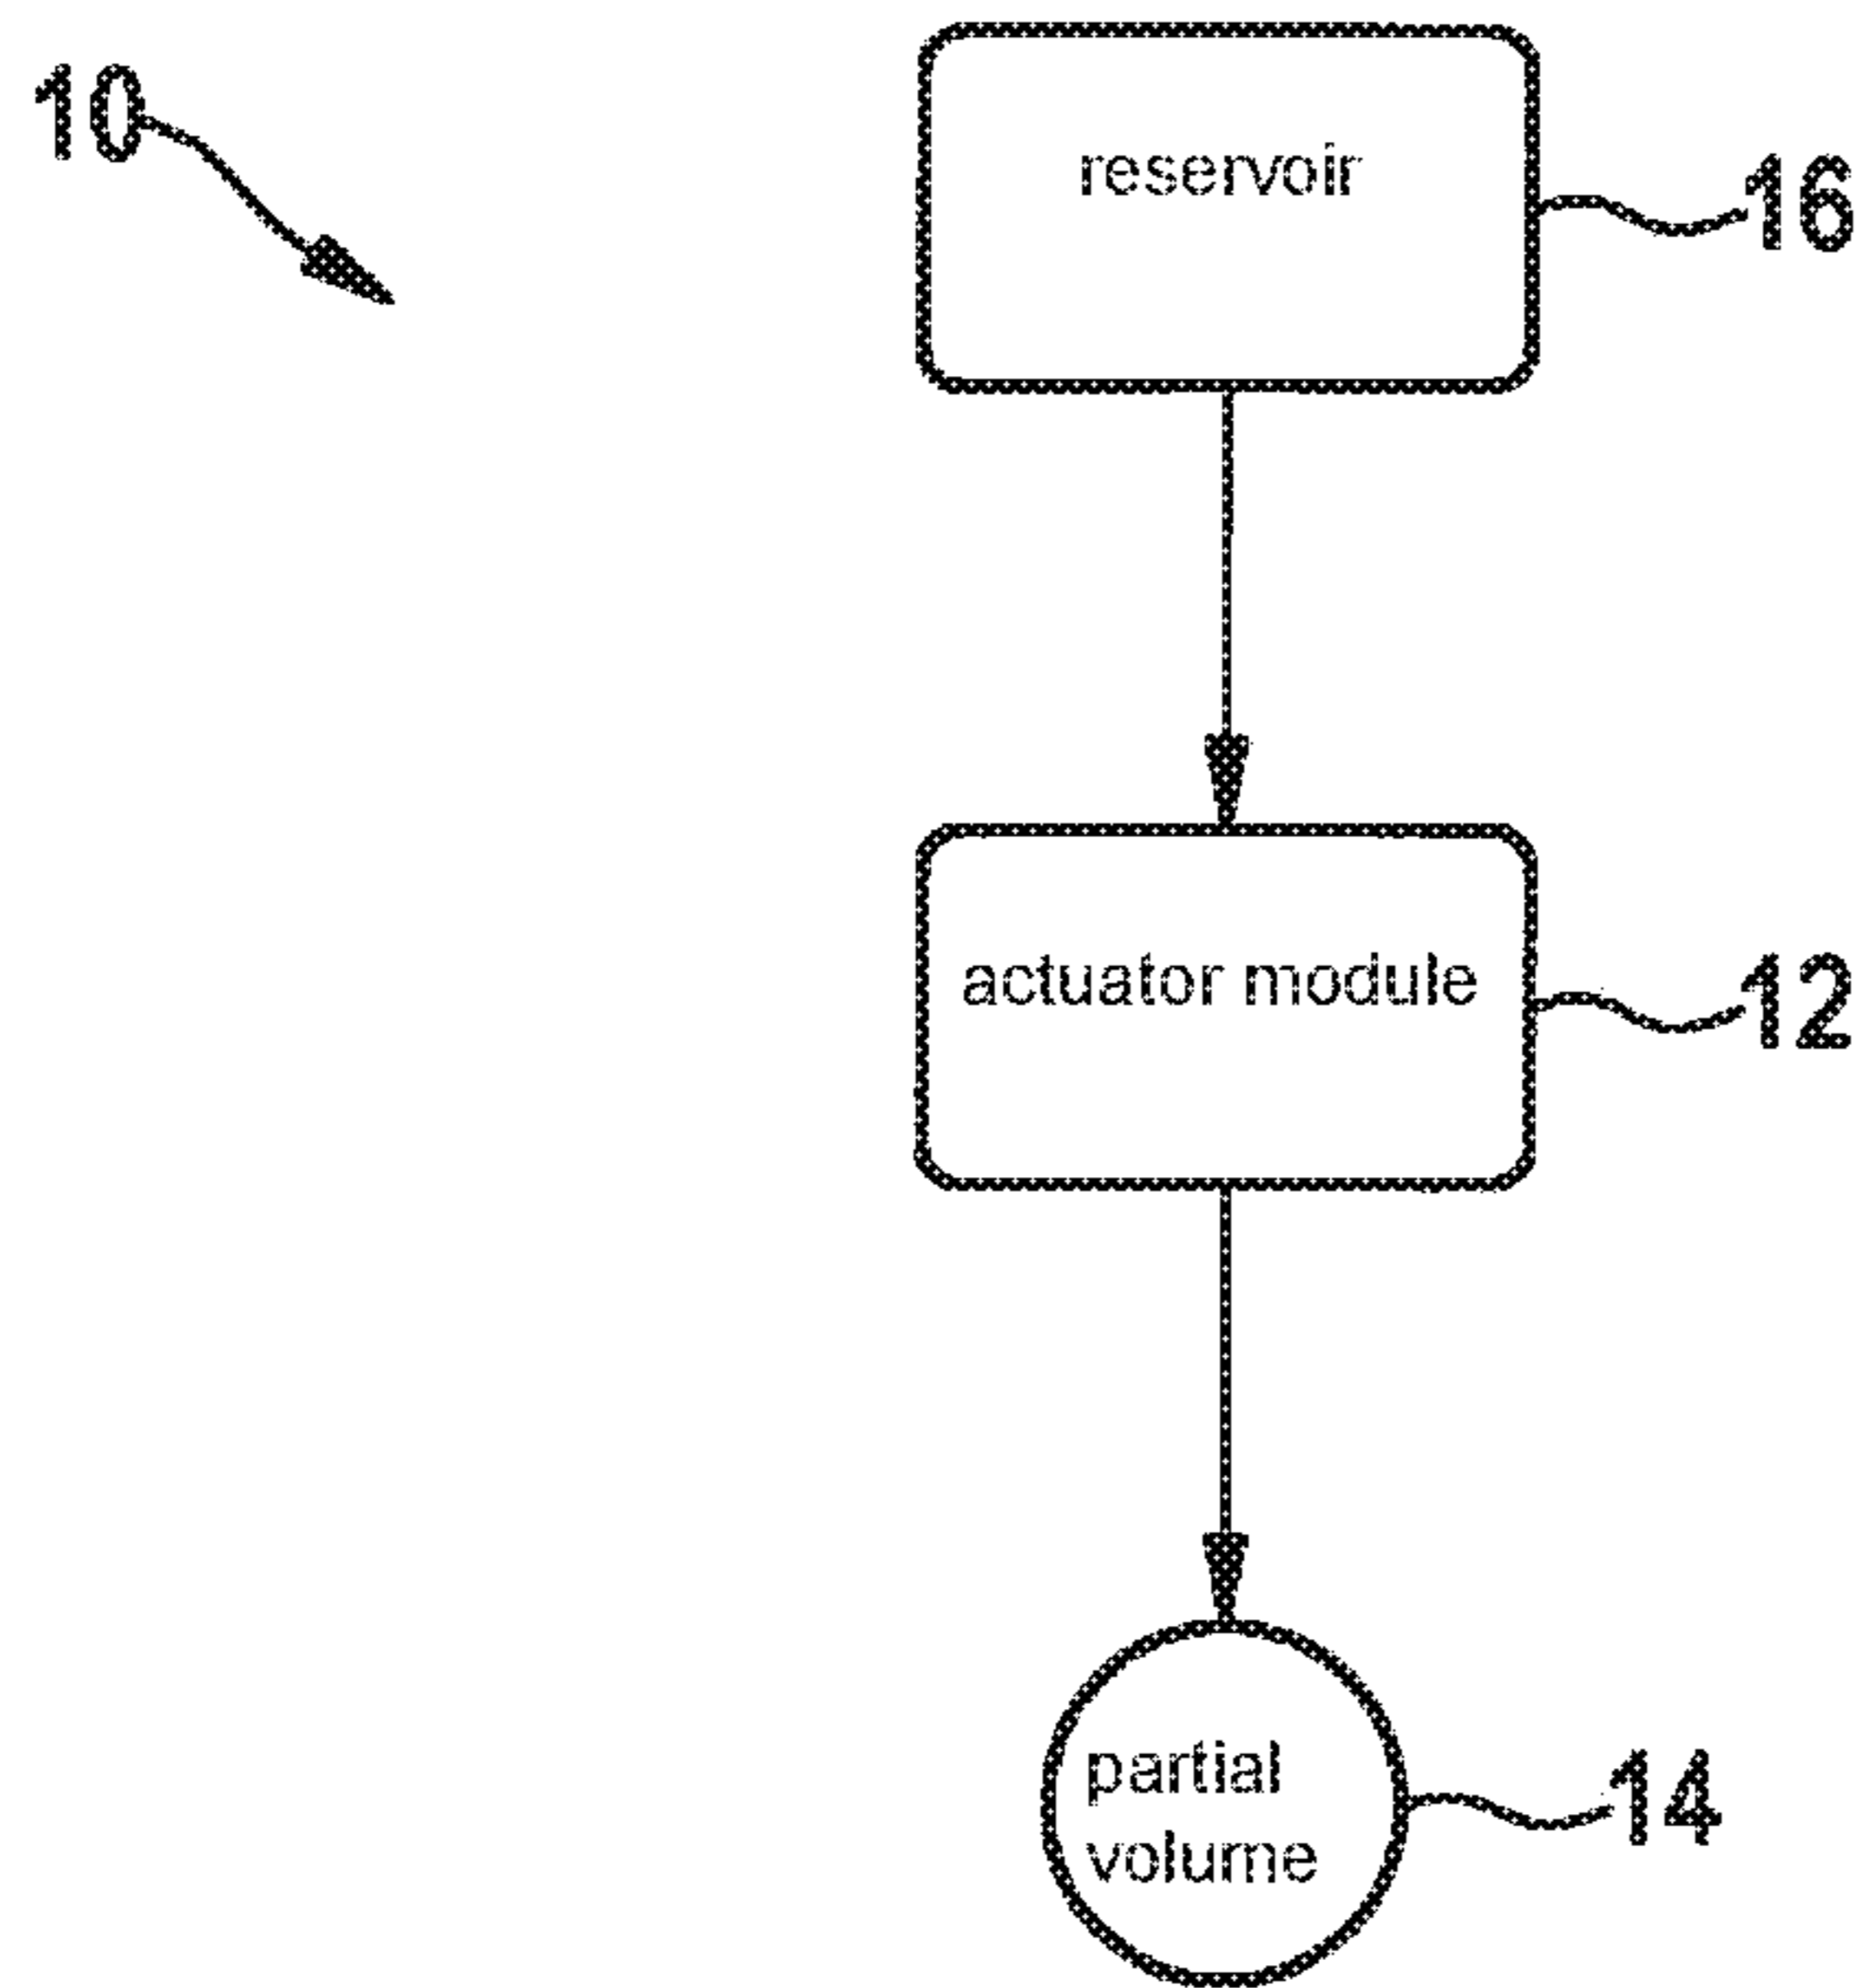 10
reservoir
16
actuator module
12
partial
volume
14